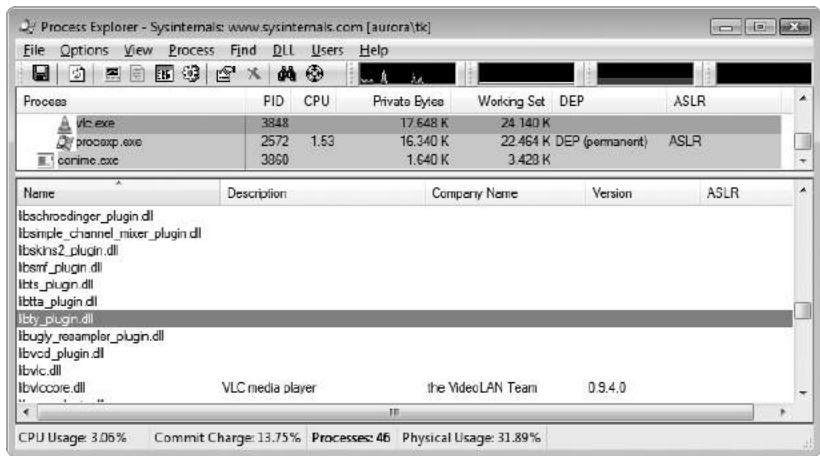 Process Explorer - Sysinternals: www.sysinternals.com [aurora\tk]
File Options View Process Find DLL Users Help
Process PID CPU Private Bytes Working Set DEP ASLR
vlc.exe 3848 17.648 K 24.140 K
procexp.exe 2572 1.53 16.340 K 22.464 K DEP (permanent) ASLR
conime.exe 3860 1.640 K 3.428 K
Name Description Company Name Version ASLR
libschroedinger_plugin.dll
libsimple_channel_mixer_plugin.dll
libskins2_plugin.dll
libsmf_plugin.dll
libts_plugin.dll
libtta_plugin.dll
libty_plugin.dll
libugly_resampler_plugin.dll
libvcd_plugin.dll
libvlc.dll
libvlccore.dll VLC media player the VideoLAN Team 0.9.4.0
CPU Usage: 3.06% Commit Charge: 13.75% Processes: 46 Physical Usage: 31.89%